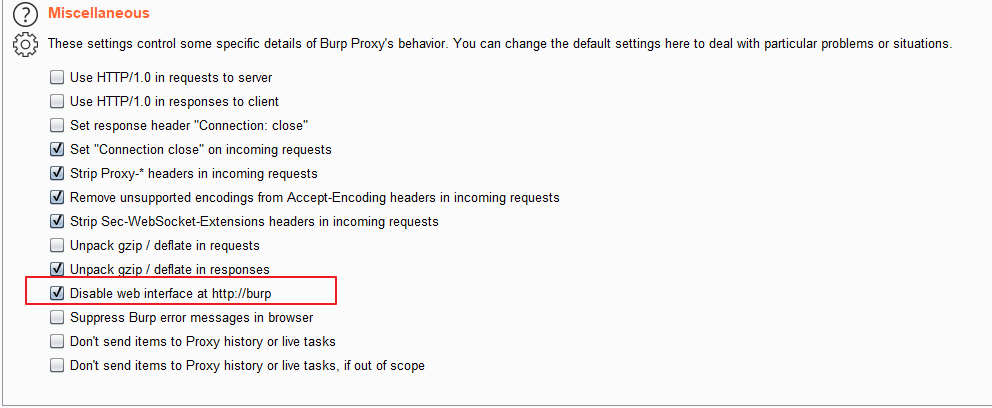 Miscellaneous
These settings control some specific details of Burp Proxy's behavior. You can change the default settings here to deal with particular problems or situations.
Use HTTP/1.0 in requests to server
Use HTTP/1.0 in responses to client
Set response header "Connection: close"
Set "Connection close" on incoming requests
Strip Proxy-* headers in incoming requests
Remove unsupported encodings from Accept-Encoding headers in incoming requests
Strip Sec-WebSocket-Extensions headers in incoming requests
Unpack gzip / deflate in requests
Unpack gzip / deflate in responses
Disable web interface at http://burp
Suppress Burp error messages in browser
Don't send items to Proxy history or live tasks
Don't send items to Proxy history or live tasks, if out of scope